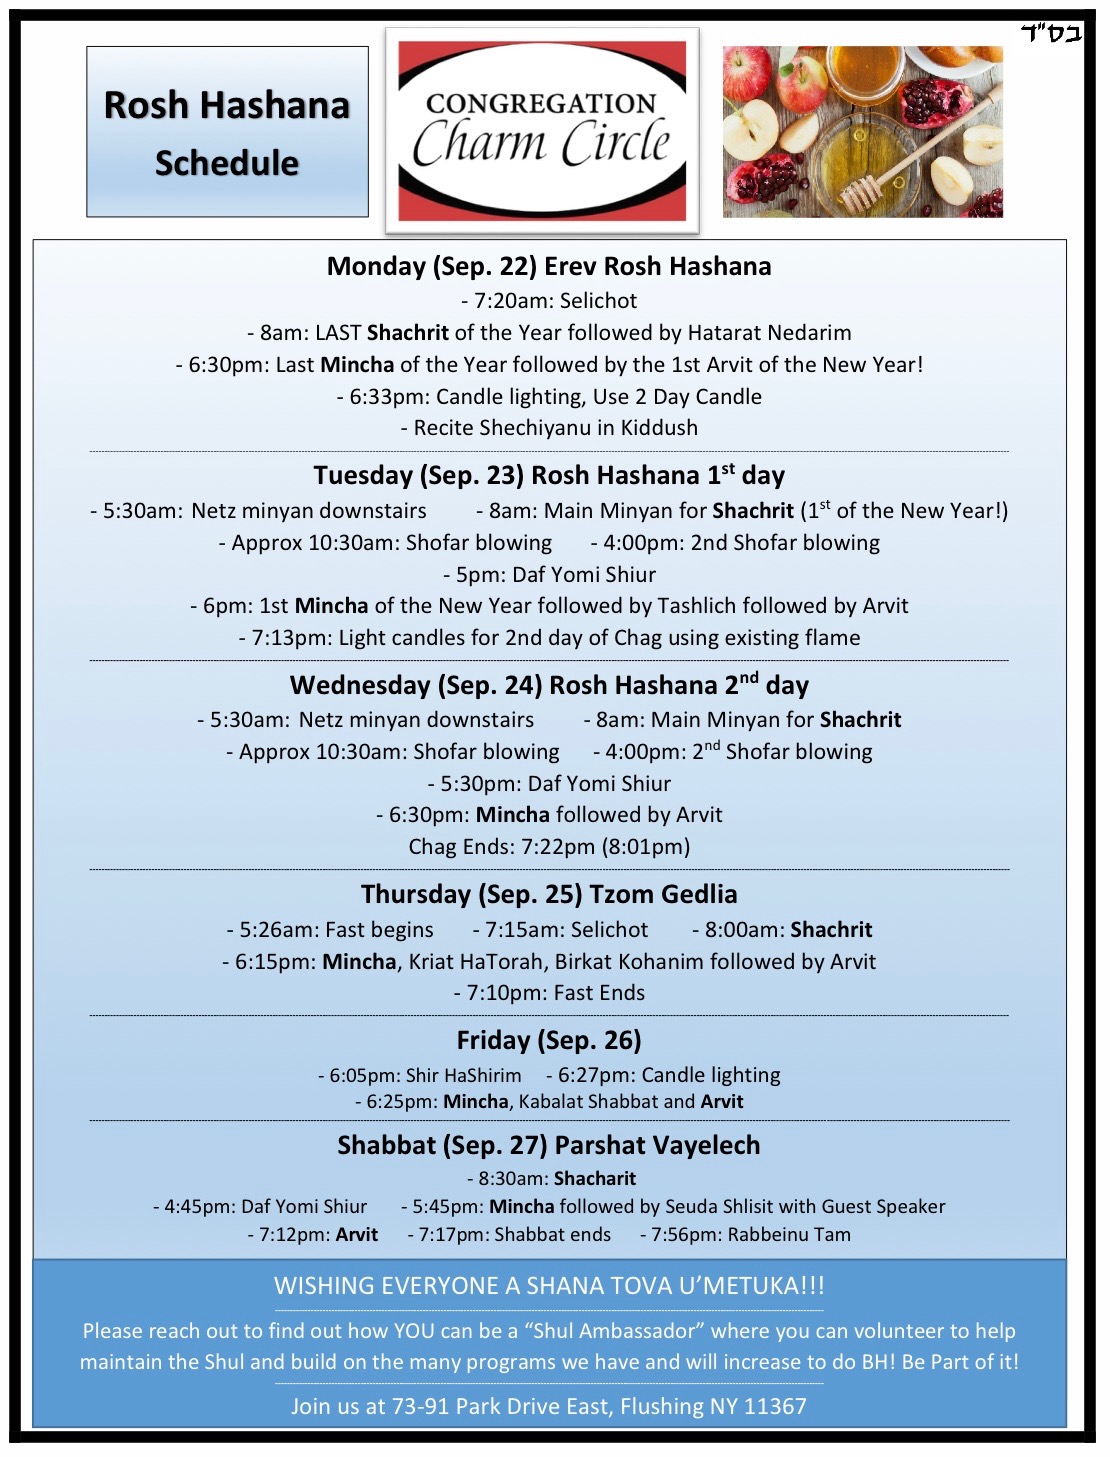 בס"ד
Rosh Hashana
Schedule
CONGREGATION
Charm Circle
Monday (Sep. 22) Erev Rosh Hashana
- 7:20am: Selichot
- 8am: LAST Shachrit of the Year followed by Hatarat Nedarim
- 6:30pm: Last Mincha of the Year followed by the 1st Arvit of the New Year!
- 6:33pm: Candle lighting, Use 2 Day Candle
- Recite Shechiyanu in Kiddush
Tuesday (Sep. 23) Rosh Hashana 1st day
- 5:30am: Netz minyan downstairs - 8am: Main Minyan for Shachrit (1st of the New Year!)
- Approx 10:30am: Shofar blowing - 4:00pm: 2nd Shofar blowing
- 5pm: Daf Yomi Shiur
- 6pm: 1st Mincha of the New Year followed by Tashlich followed by Arvit
- 7:13pm: Light candles for 2nd day of Chag using existing flame
Wednesday (Sep. 24) Rosh Hashana 2nd day
- 5:30am: Netz minyan downstairs - 8am: Main Minyan for Shachrit
- Approx 10:30am: Shofar blowing - 4:00pm: 2nd Shofar blowing
- 5:30pm: Daf Yomi Shiur
- 6:30pm: Mincha followed by Arvit
Chag Ends: 7:22pm (8:01pm)
Thursday (Sep. 25) Tzom Gedlia
- 5:26am: Fast begins - 7:15am: Selichot - 8:00am: Shachrit
- 6:15pm: Mincha, Kriat HaTorah, Birkat Kohanim followed by Arvit
- 7:10pm: Fast Ends
Friday (Sep. 26)
- 6:05pm: Shir HaShirim - 6:27pm: Candle lighting
- 6:25pm: Mincha, Kabalat Shabbat and Arvit
Shabbat (Sep. 27) Parshat Vayelech
- 8:30am: Shacharit
- 4:45pm: Daf Yomi Shiur - 5:45pm: Mincha followed by Seuda Shlisit with Guest Speaker
- 7:12pm: Arvit - 7:17pm: Shabbat ends - 7:56pm: Rabbeinu Tam
WISHING EVERYONE A SHANA TOVA U’METUKA!!!
Please reach out to find out how YOU can be a “Shul Ambassador” where you can volunteer to help
maintain the Shul and build on the many programs we have and will increase to do BH! Be Part of it!
Join us at 73-91 Park Drive East, Flushing NY 11367